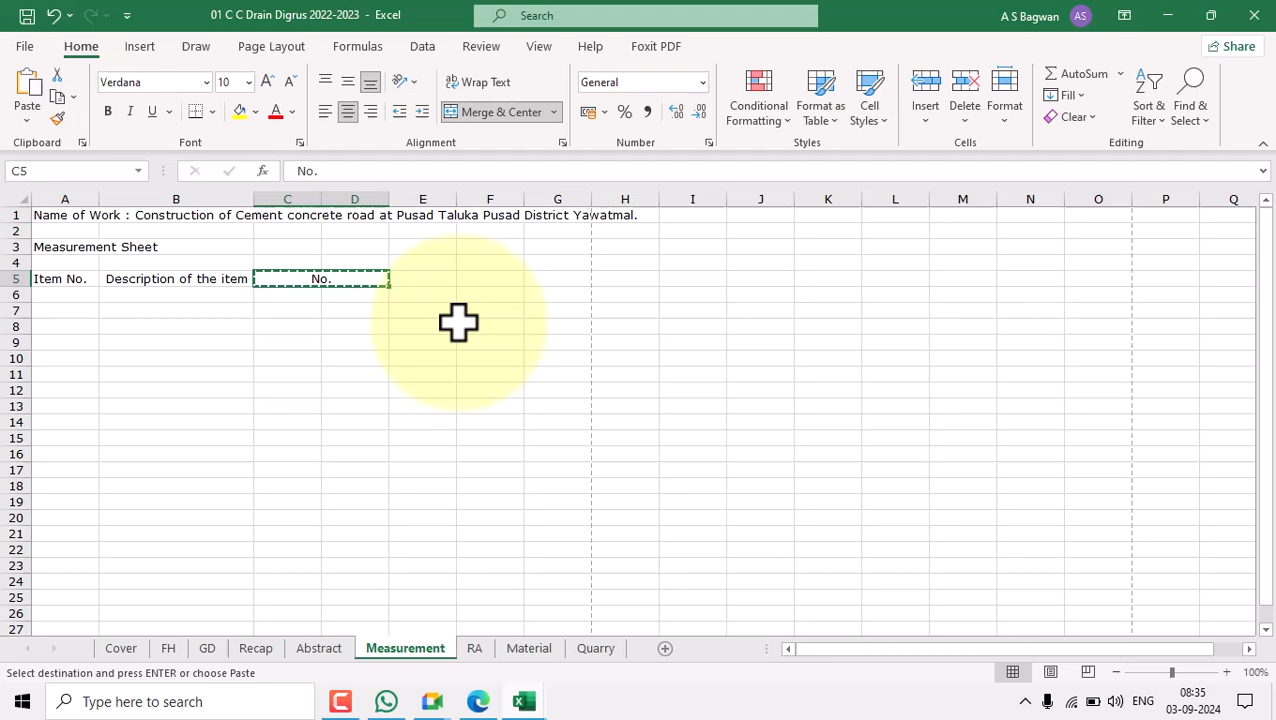 01 C C Drain Digrus 2022-2023 - Excel
Search
A S Bagwan
AS
File
Home
Insert
Draw
Page Layout
Formulas
Data
Review
View
Help
Foxit PDF
Share
Paste
Verdana
10
Wrap Text
Merge & Center
General
Conditional Formatting
Format as Table
Cell Styles
Insert
Delete
Format
AutoSum
Fill
Clear
Sort & Filter
Find & Select
Clipboard
Font
Alignment
Number
Styles
Cells
Editing
C5
No.
A B C D E F G H I J K L M N O P Q
1 Name of Work : Construction of Cement concrete road at Pusad Taluka Pusad District Yawatmal.
2
3 Measurement Sheet
4
5 Item No. Description of the item No.
6
7
8
9
10
11
12
13
14
15
16
17
18
19
20
21
22
23
24
25
26
27
Cover FH GD Recap Abstract Measurement RA Material Quarry
Select destination and press ENTER or choose Paste
100%
Type here to search
ENG
08:35
03-09-2024